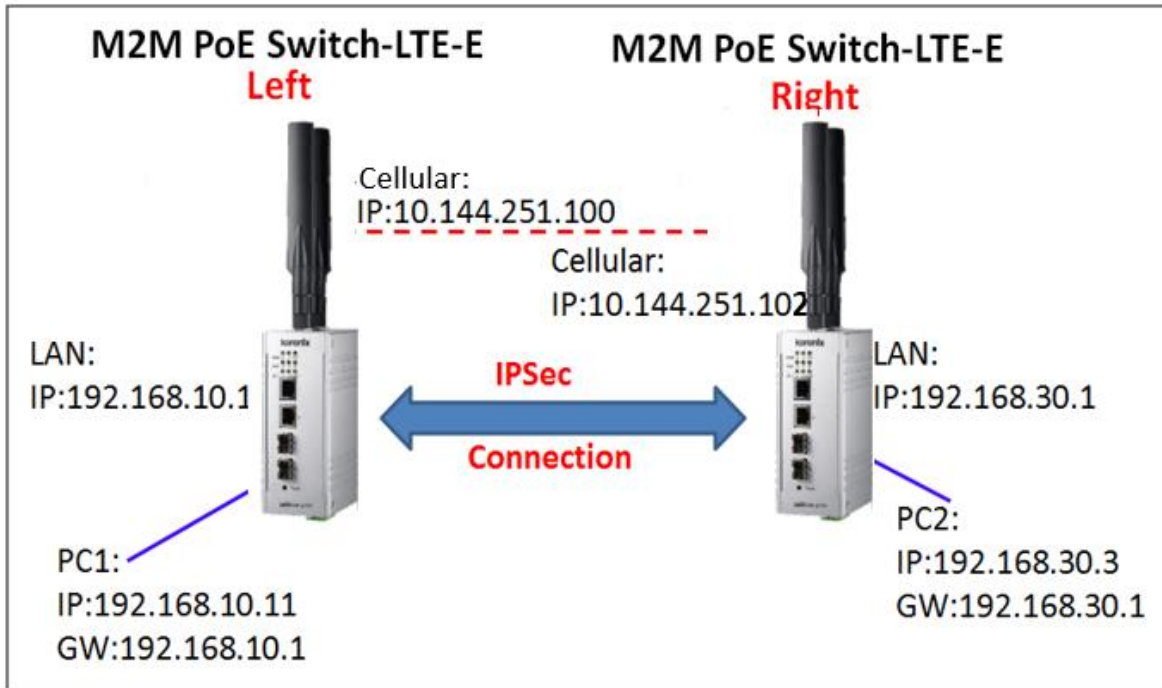 M2M PoE Switch-LTE-E
Left
M2M PoE Switch-LTE-E
Right
Cellular:
IP:10.144.251.100
Cellular:
IP:10.144.251.102
LAN:
IP:192.168.10.1
IPSec
Connection
LAN:
IP:192.168.30.1
korenix
korenix
PC1:
IP:192.168.10.11
GW:192.168.10.1
PC2:
IP:192.168.30.3
GW:192.168.30.1